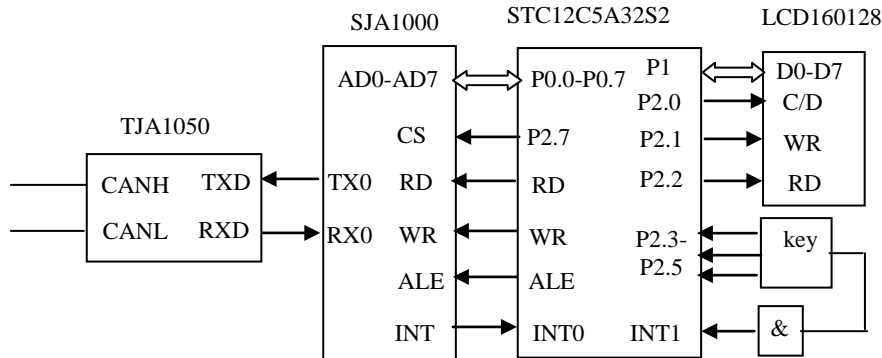 SJA1000 STC12C5A32S2 LCD160128
AD0-AD7 P0.0-P0.7 P1 D0-D7
P2.0 C/D
TJA1050 CS P2.7 P2.1 WR
CANH TXD TX0 RD RD P2.2 RD
CANL RXD RX0 WR WR P2.3- key
P2.5
ALE ALE
INT INT0 INT1 &